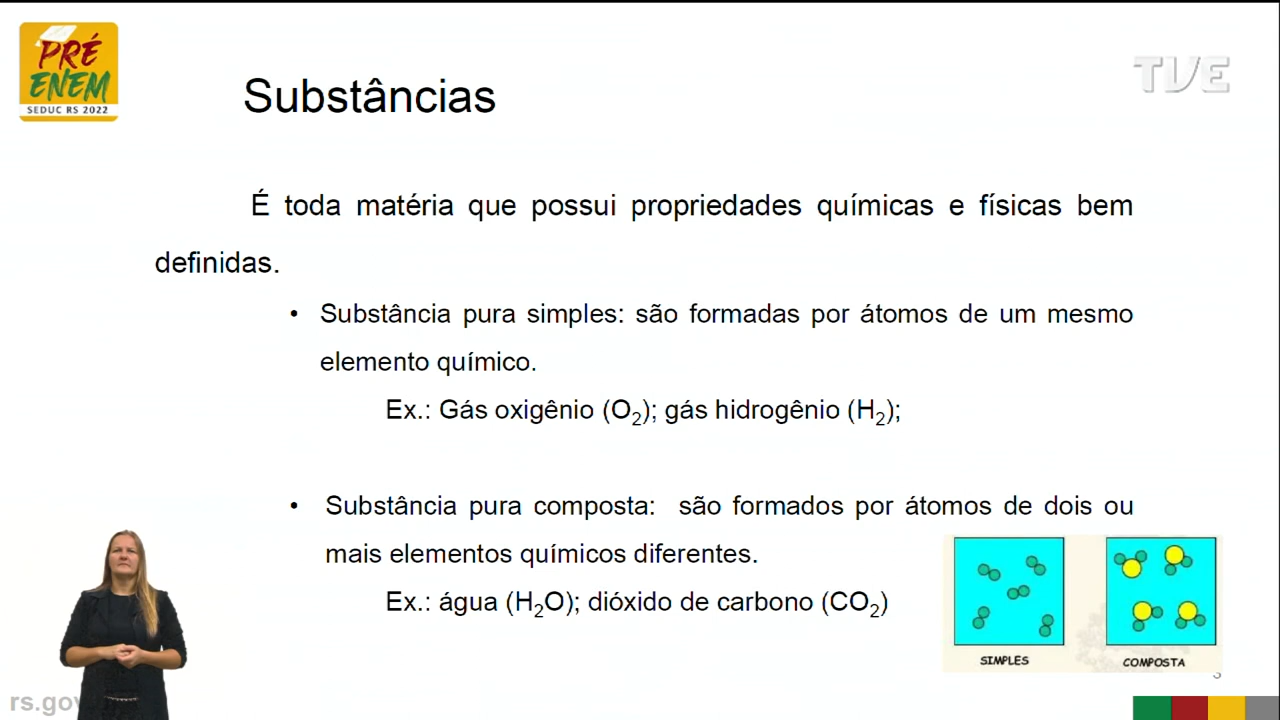 PRÉ
ENEM
SEDUC RS 2022
TVE
Substâncias
É toda matéria que possui propriedades químicas e físicas bem
definidas.
• Substância pura simples: são formadas por átomos de um mesmo
elemento químico.
Ex.: Gás oxigênio (O₂); gás hidrogênio (H₂);
• Substância pura composta: são formados por átomos de dois ou
mais elementos químicos diferentes.
Ex.: água (H₂O); dióxido de carbono (CO₂)
SIMPLES
COMPOSTA
3
rs.gov